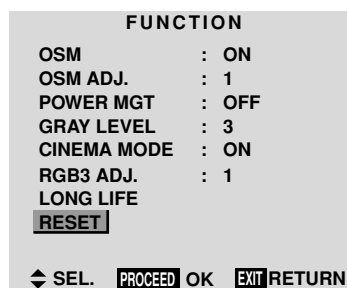 FUNCTION
OSM : ON
OSM ADJ. : 1
POWER MGT : OFF
GRAY LEVEL : 3
CINEMA MODE : ON
RGB3 ADJ. : 1
LONG LIFE
RESET
SEL. PROCEED OK EXIT RETURN